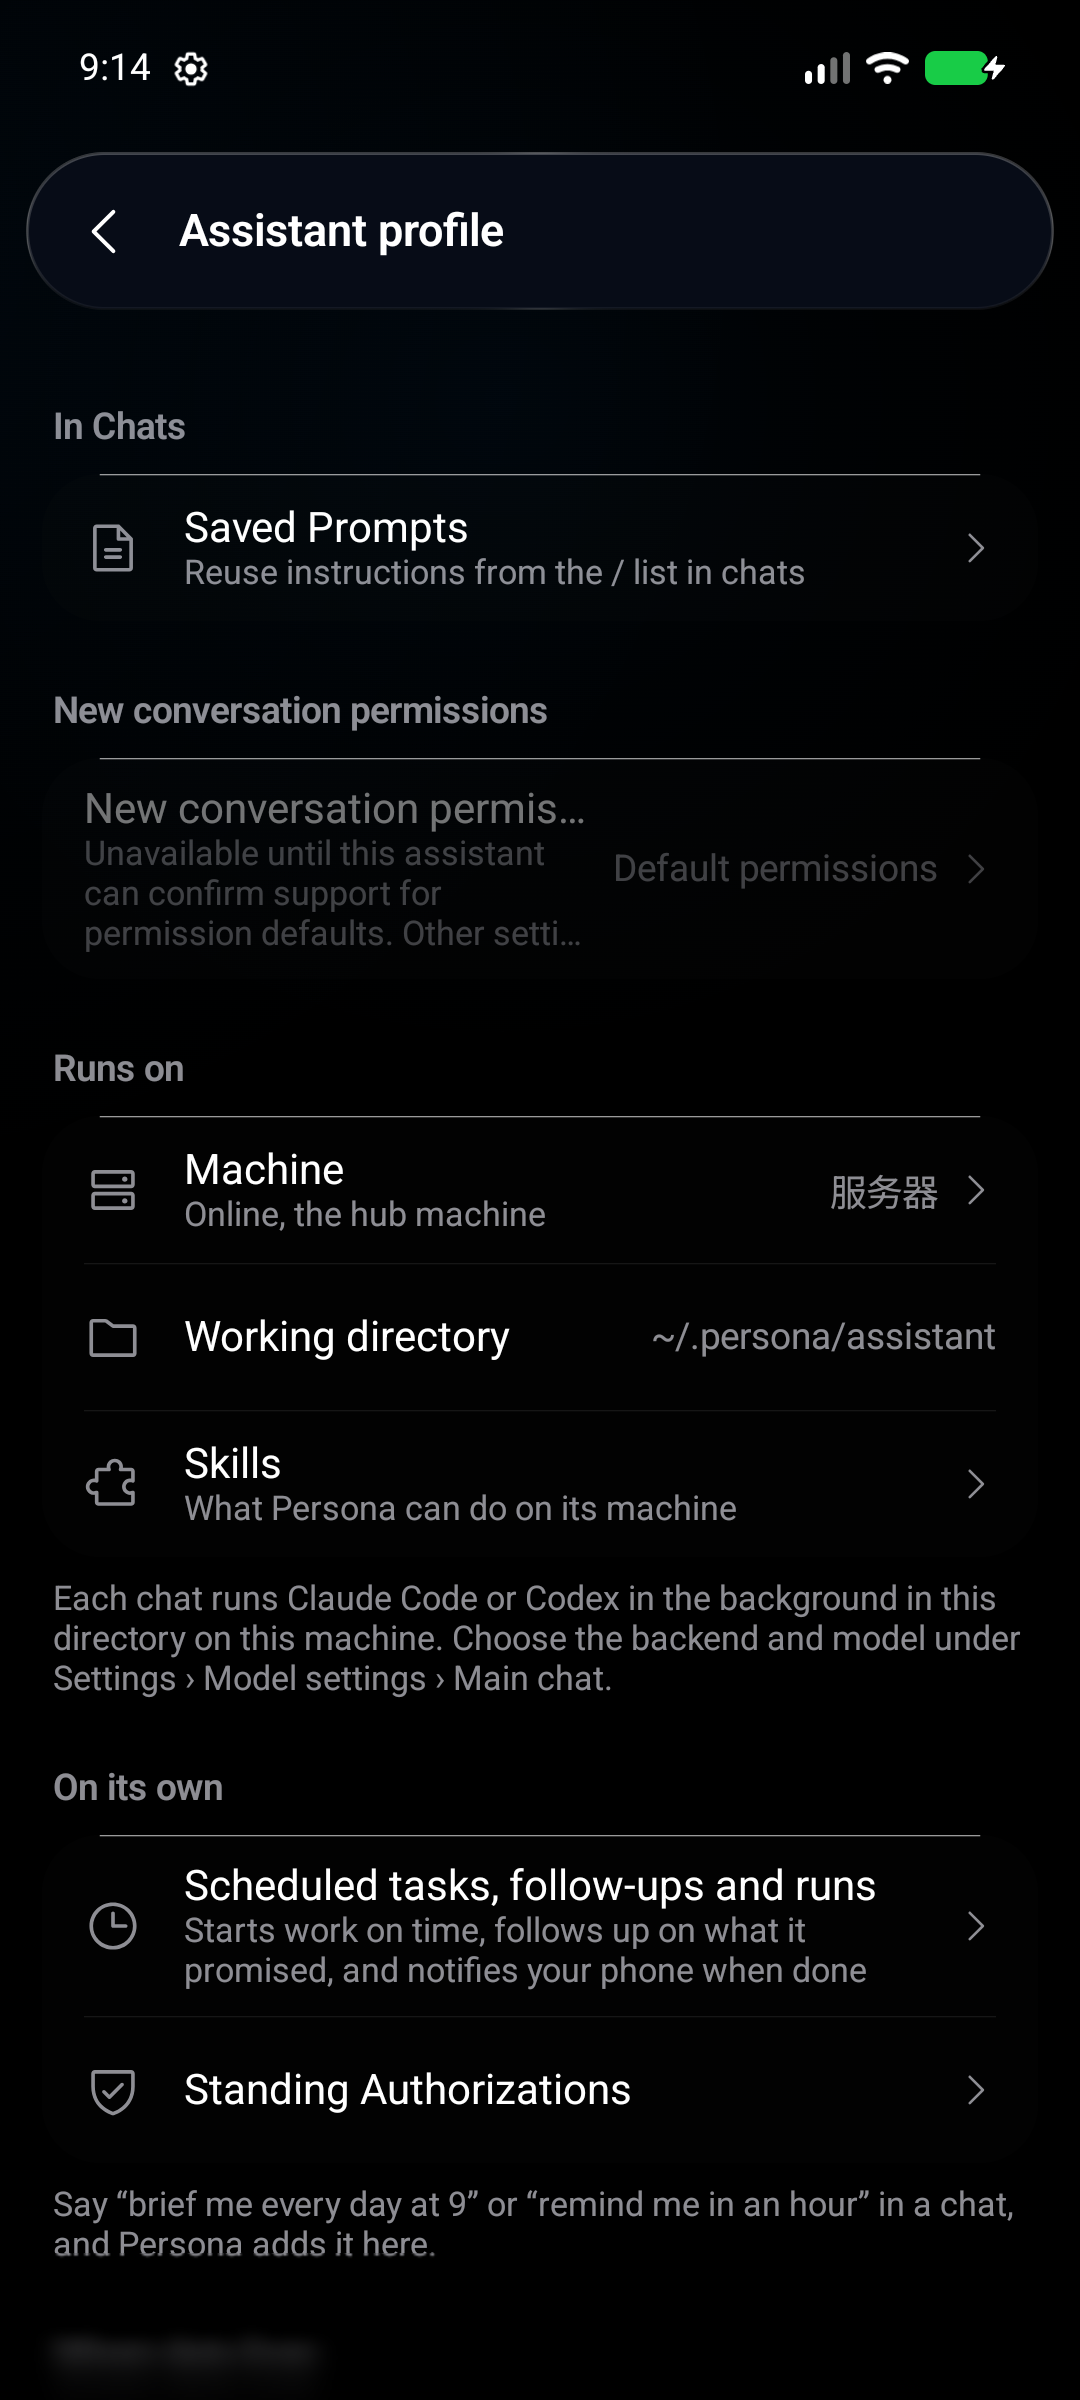 9:14
Assistant profile
In Chats
Saved Prompts
Reuse instructions from the / list in chats
New conversation permissions
New conversation permis...
Unavailable until this assistant
can confirm support for
permission defaults. Other setti...
Default permissions
Runs on
Machine
Online, the hub machine
服务器
Working directory
~/.persona/assistant
Skills
What Persona can do on its machine
Each chat runs Claude Code or Codex in the background in this
directory on this machine. Choose the backend and model under
Settings › Model settings › Main chat.
On its own
Scheduled tasks, follow-ups and runs
Starts work on time, follows up on what it
promised, and notifies your phone when done
Standing Authorizations
Say “brief me every day at 9” or “remind me in an hour” in a chat,
and Persona adds it here.